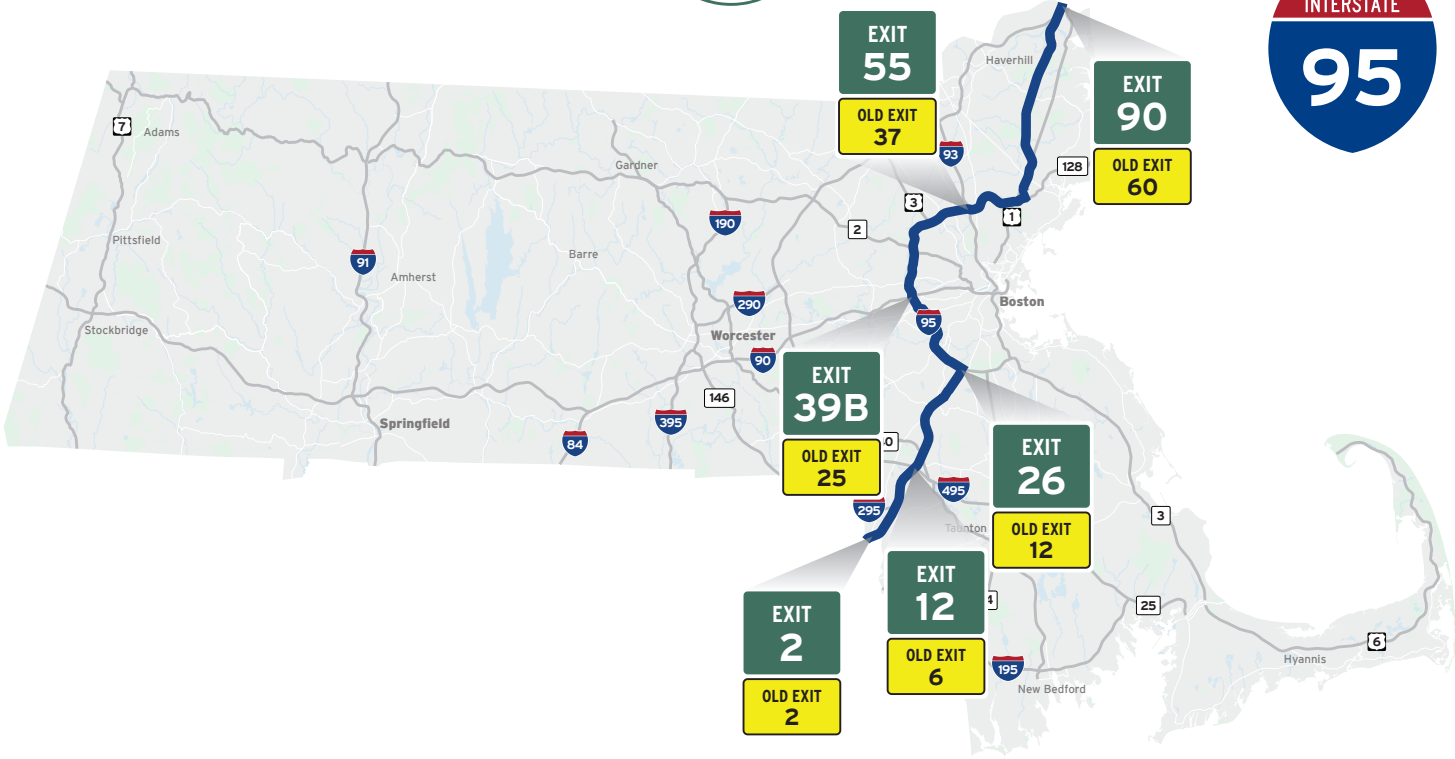 INTERSTATE
95
EXIT
55
OLD EXIT
37
Haverhill
EXIT
90
OLD EXIT
60
7
Adams
93
128
Gardner
3
1
190
2
Pittsfield
91
Barre
Amherst
290
Boston
95
Stockbridge
Worcester
90
EXIT
39B
OLD EXIT
25
146
395
Springfield
84
EXIT
26
OLD EXIT
12
495
295
Taunton
3
EXIT
12
OLD EXIT
6
EXIT
2
OLD EXIT
2
25
6
Hyannis
195
New Bedford